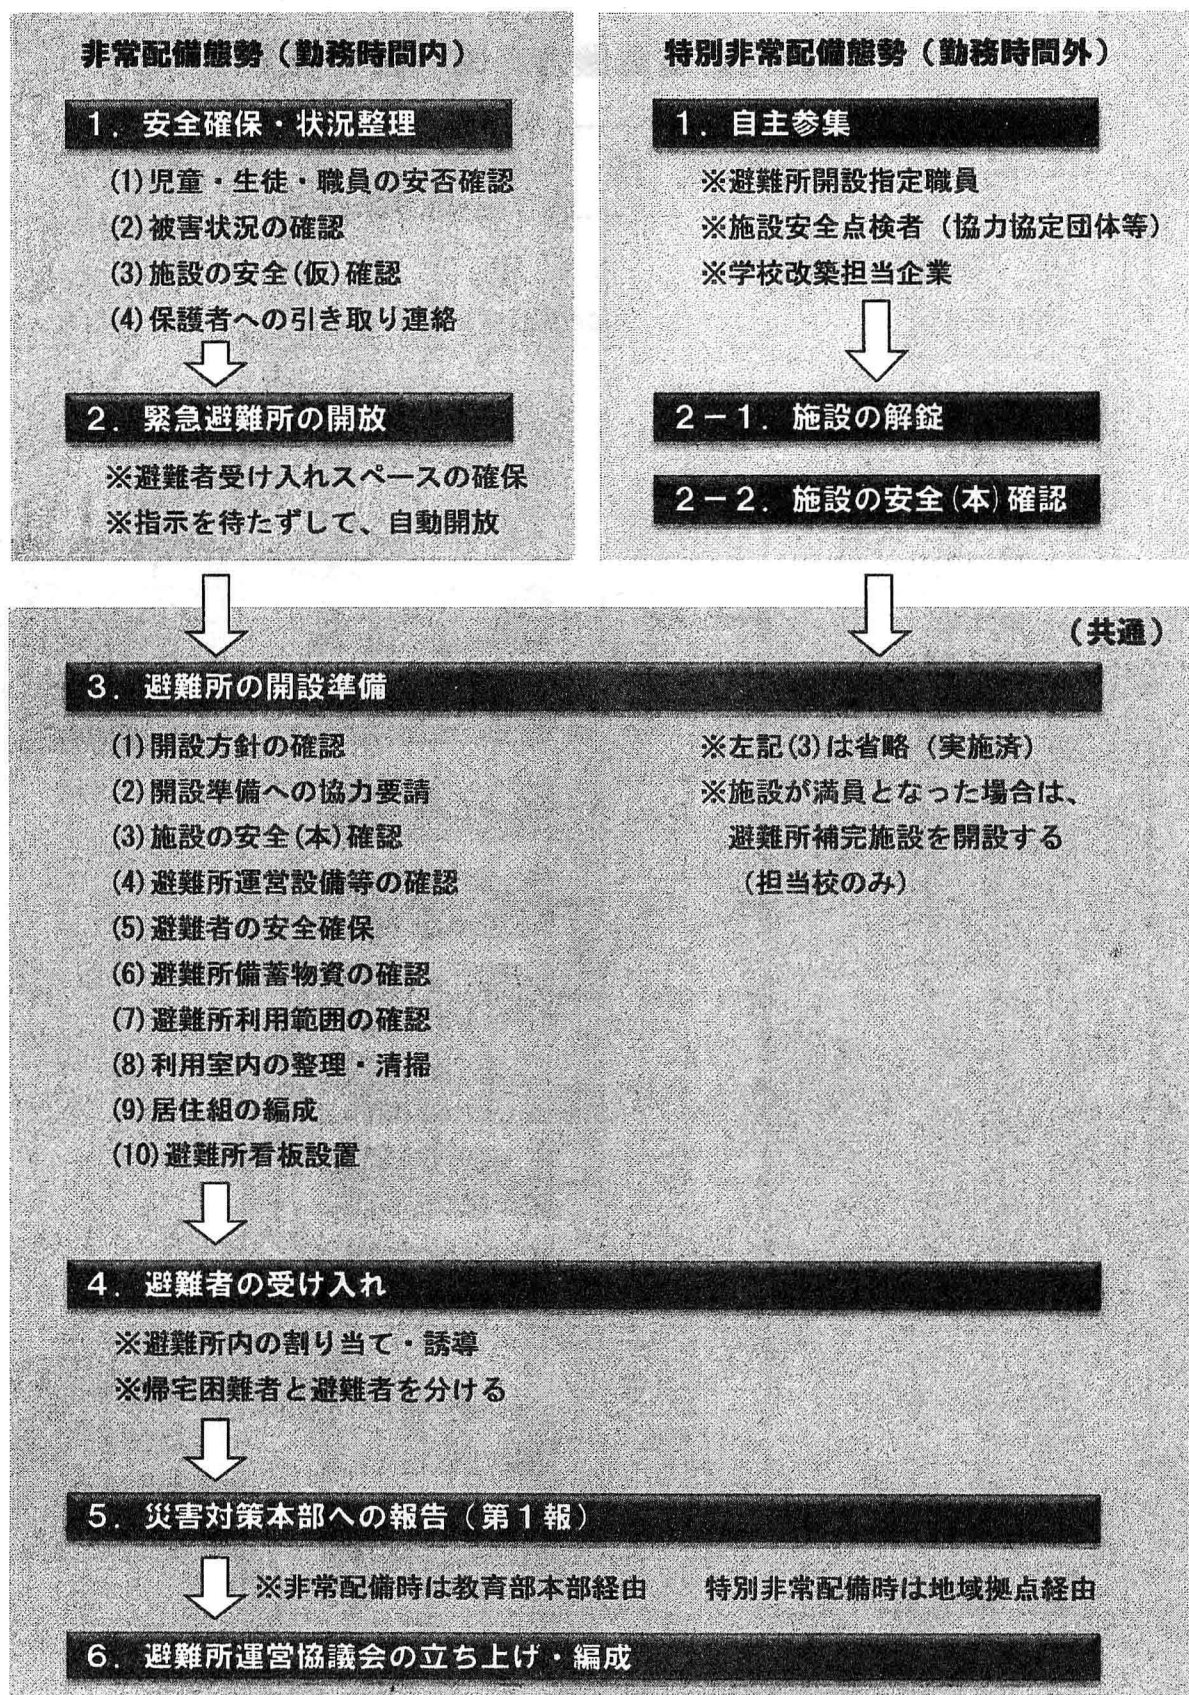 非常配備態勢（勤務時間内）
1．安全確保・状況整理
(1)児童・生徒・職員の安否確認
(2)被害状況の確認
(3)施設の安全(仮)確認
(4)保護者への引き取り連絡
2．緊急避難所の開放
※避難者受け入れスペースの確保
※指示を待たずして、自動開放
特別非常配備態勢（勤務時間外）
1．自主参集
※避難所開設指定職員
※施設安全点検者（協力協定団体等）
※学校改築担当企業
2－1．施設の解錠
2－2．施設の安全(本)確認
（共通）
3．避難所の開設準備
(1)開設方針の確認
(2)開設準備への協力要請
(3)施設の安全(本)確認
(4)避難所運営設備等の確認
(5)避難者の安全確保
(6)避難所備蓄物資の確認
(7)避難所利用範囲の確認
(8)利用室内の整理・清掃
(9)居住組の編成
(10)避難所看板設置
※左記(3)は省略（実施済）
※施設が満員となった場合は、
避難所補完施設を開設する
（担当校のみ）
4．避難者の受け入れ
※避難所内の割り当て・誘導
※帰宅困難者と避難者を分ける
5．災害対策本部への報告（第1報）
※非常配備時は教育部本部経由　特別非常配備時は地域拠点経由
6．避難所運営協議会の立ち上げ・編成